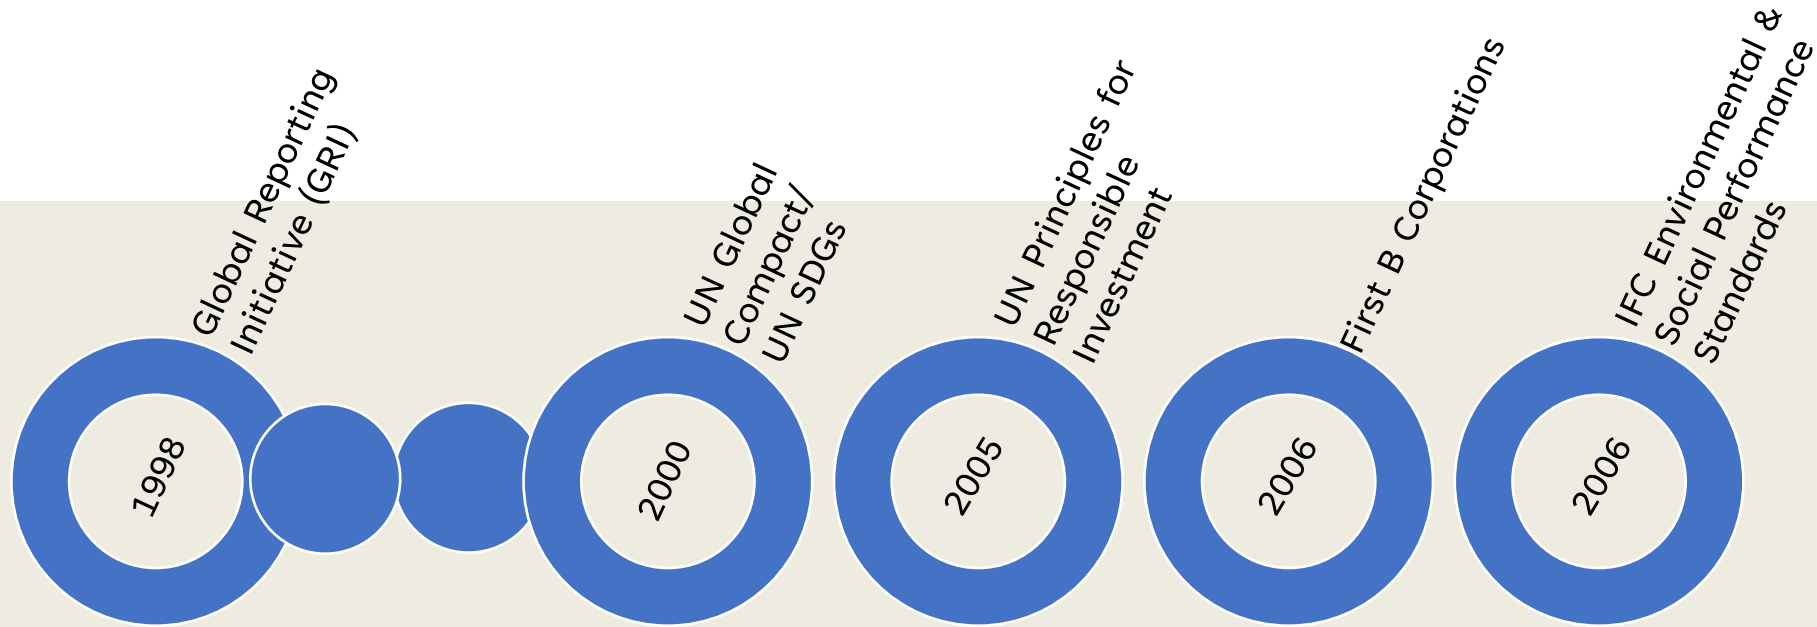 Global Reporting
Initiative (GRI)
1998
UN Global
Compact/
UN SDGs
2000
UN Principles for
Responsible
Investment
2005
First B Corporations
2006
IFC Environmental &
Social Performance
Standards
2006